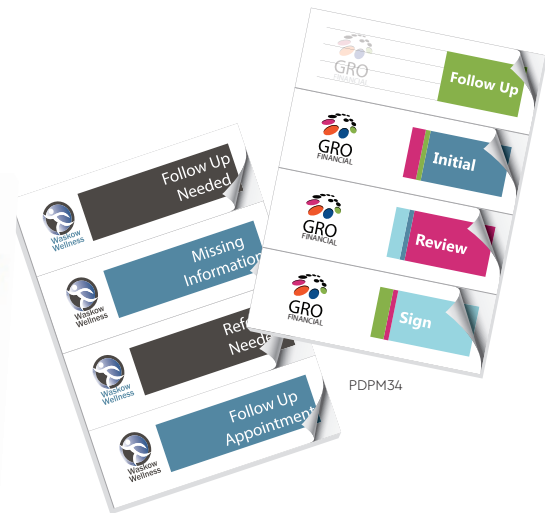 GRO
FINANCIAL
Follow Up
GRO
FINANCIAL
Initial
GRO
FINANCIAL
Review
GRO
FINANCIAL
Sign
Waskow
Wellness
Follow Up
Needed
Waskow
Wellness
Missing
Information
Waskow
Wellness
Waskow
Wellness
Follow Up
Appointment
PDPM34